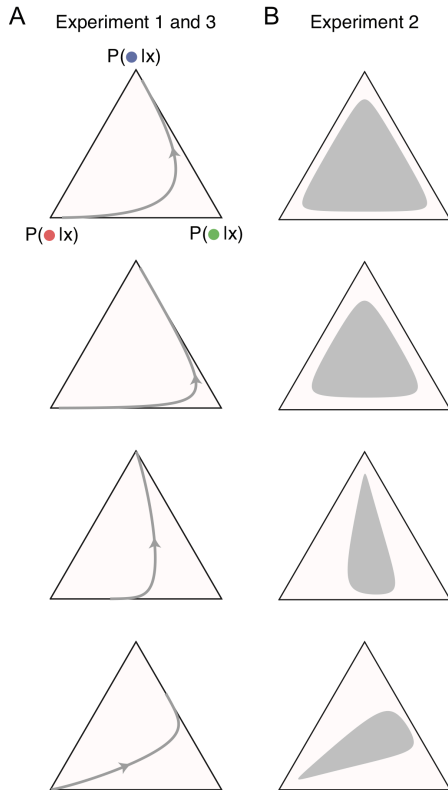 A Experiment 1 and 3
B Experiment 2
P(●|x)
P(●|x)
P(●|x)